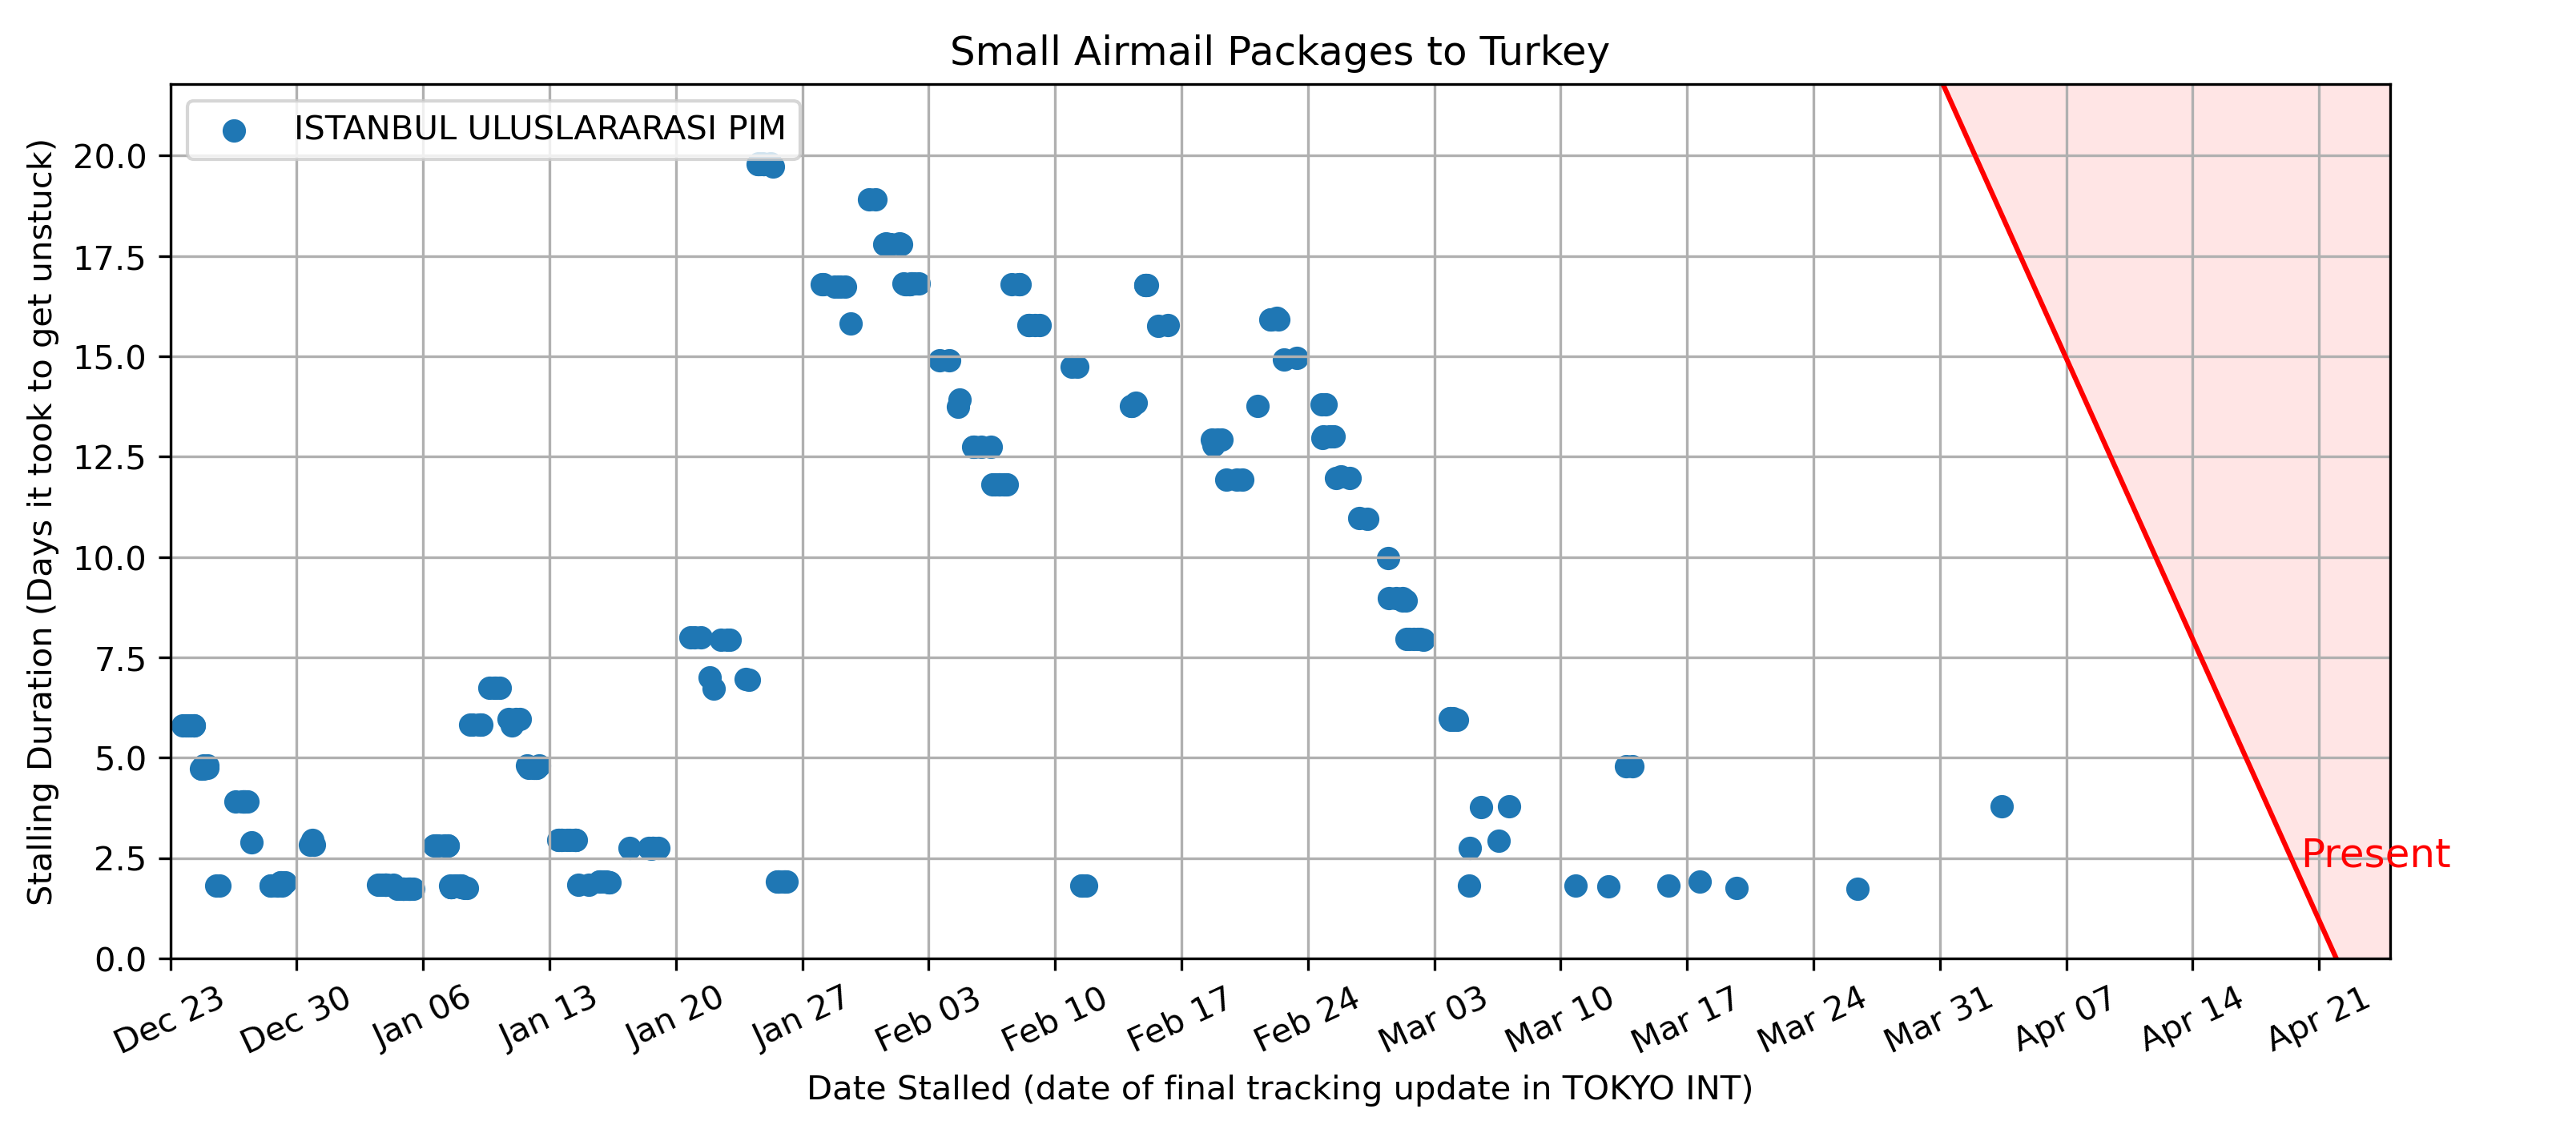 Small Airmail Packages to Turkey
ISTANBUL ULUSLARARASI PIM
Stalling Duration (Days it took to get unstuck)
20.0
17.5
15.0
12.5
10.0
7.5
5.0
2.5
0.0
Present
Dec 23
Dec 30
Jan 06
Jan 13
Jan 20
Jan 27
Feb 03
Feb 10
Feb 17
Feb 24
Mar 03
Mar 10
Mar 17
Mar 24
Mar 31
Apr 07
Apr 14
Apr 21
Date Stalled (date of final tracking update in TOKYO INT)